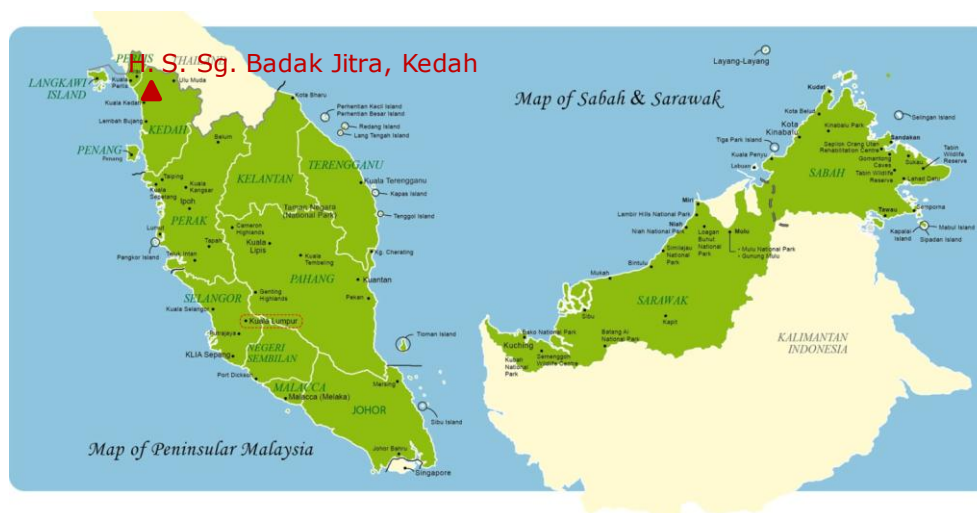 H. S. Sg. Badak Jitra, Kedah
PERLIS
THAILAND
LANGKAWI
ISLAND
Kuala
Perlis
Ulu Muda
Kuala Kedah
Kota Bharu
Lembah Bujang
KEDAH
Perhentian Kecil Island
Perhentian Besar Island
Redang Island
Lang Tengah Island
PENANG
Penang
Belum
TERENGGANU
Taiping
Kuala
Kangsar
Kuala
Sepetang
Ipoh
PERAK
KELANTAN
Kuala Terengganu
Kapas Island
Taman Negara
(National Park)
Tenggol Island
Lumut
Pangkor Island
Tapah
Teluk Intan
Cameron
Highlands
Kuala
Lipis
Kuala
Tembeling
Kg. Cherating
PAHANG
Kuantan
Pekan
SELANGOR
Genting
Highlands
Kuala Selangor
Kuala Lumpur
Putrajaya
KLIA Sepang
NEGERI
SEMBILAN
Tioman Island
Port Dickson
MALACCA
Malacca (Melaka)
Mersing
JOHOR
Sibu Island
Johor Bahru
Singapore
Map of Peninsular Malaysia
Map of Sabah & Sarawak
Layang-Layang
Kudat
Kota Belud
Selingan Island
Kota
Kinabalu
Kinabalu Park
Tiga Park Island
Sandakan
Sepilok Orang Utan
Rehabilitation Centre
Kuala Penyu
Labuan
Gomantong
Caves
Sukau
Tabin
Wildlife
Reserve
SABAH
Tabin Wildlife
Reserve
Lahad Datu
Miri
Tawau
Semporna
Lambir Hills National Park
Niah
Niah National Park
Loagan
Bunut
National
Park
Mulu
Kapalai
Island
Mabul Island
Sipadan Island
Similajau
National
Park
- Mulu National Park
- Gunung Mulu
Bintulu
Mukah
SARAWAK
Sibu
Kapit
Bako National Park
Kuching
Batang Ai
National Park
Semenggoh
Wildlife Centre
Kubah
National
Park
KALIMANTAN
INDONESIA